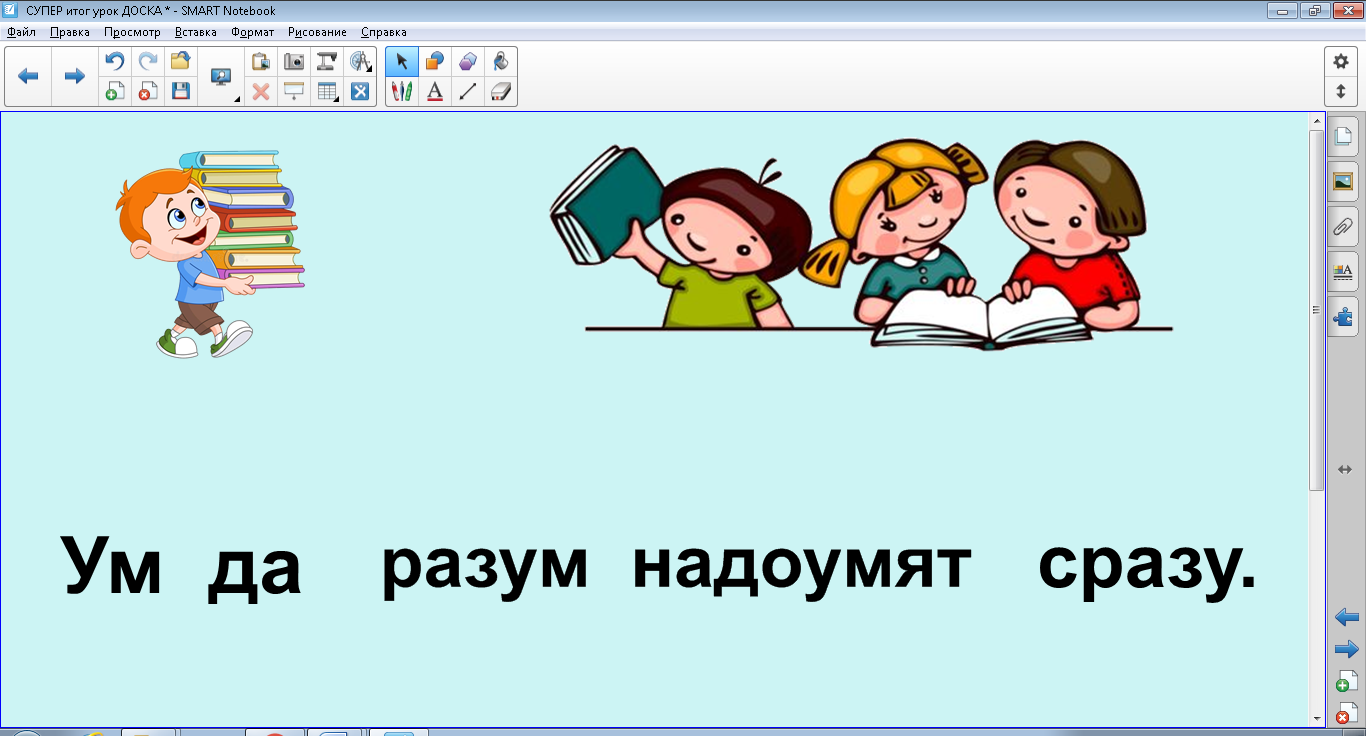 СУПЕР итог урок ДОСКА * - SMART Notebook
Файл Правка Просмотр Вставка Формат Рисование Справка
Ум да разум надоумят сразу.